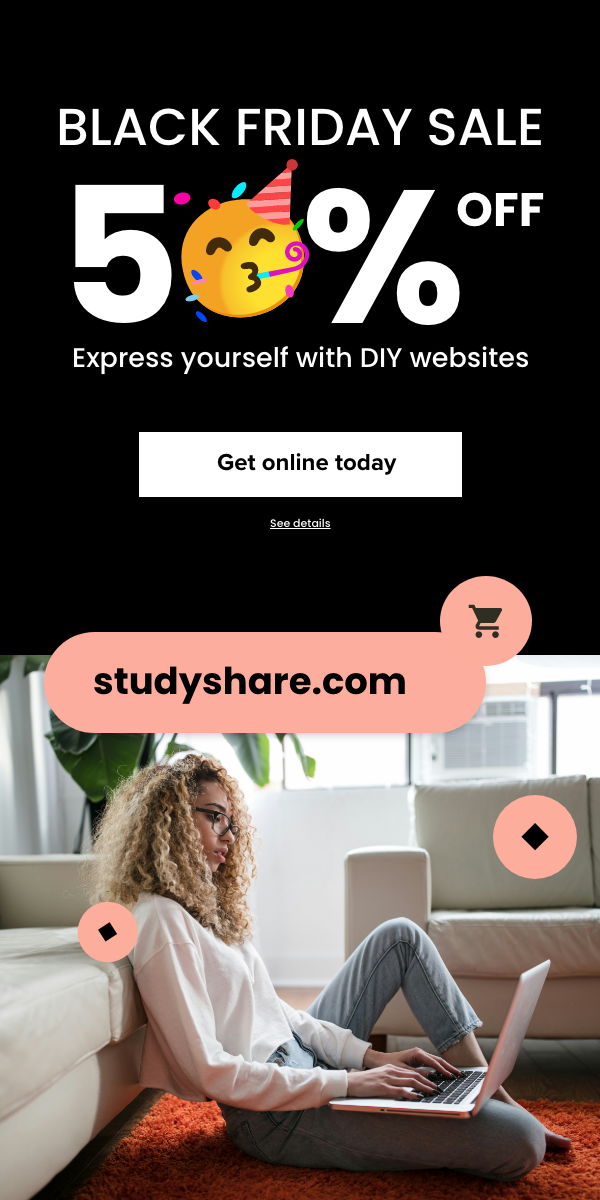 BLACK FRIDAY SALE
50% OFF
Express yourself with DIY websites
Get online today
See details
studyshare.com